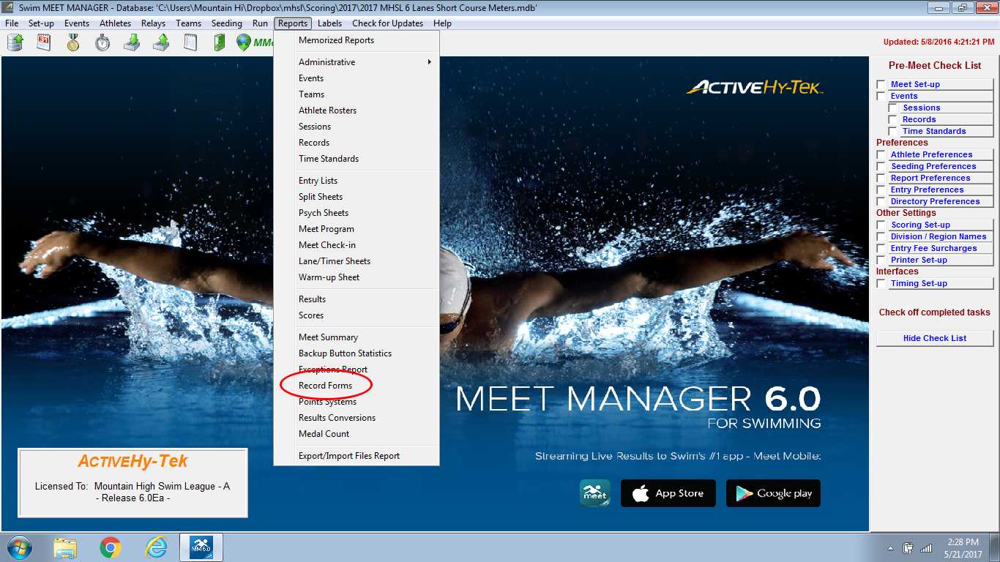 Swim MEET MANAGER - Database: 'C:\Users\Mountain Hi\Dropbox\mhsl\Scoring\2017\2017 MHSL 6 Lanes Short Course Meters.mdb'
File Set-up Events Athletes Relays Teams Seeding Run Reports Labels Check for Updates Help
31
Updated: 5/8/2016 4:21:21 PM
Memorized Reports
Administrative
Events
Teams
Athlete Rosters
Sessions
Records
Time Standards
Entry Lists
Split Sheets
Psych Sheets
Meet Program
Meet Check-in
Lane/Timer Sheets
Warm-up Sheet
Results
Scores
Meet Summary
Backup Button Statistics
Exceptions Report
Record Forms
Points Systems
Results Conversions
Medal Count
Export/Import Files Report
ACTIVEHY-TEK
Pre-Meet Check List
Meet Set-up
Events
Sessions
Records
Time Standards
Preferences
Athlete Preferences
Seeding Preferences
Report Preferences
Entry Preferences
Directory Preferences
Other Settings
Scoring Set-up
Division / Region Names
Entry Fee Surcharges
Printer Set-up
Interfaces
Timing Set-up
Check off completed tasks
Hide Check List
MEET MANAGER 6.0
FOR SWIMMING
Streaming Live Results to Swim's #1 app - Meet Mobile:
meet
App Store
Google play
ACTIVEHy-Tek
Licensed To: Mountain High Swim League - A
- Release 6.0Ea -
MM 6.0
2:28 PM
5/21/2017